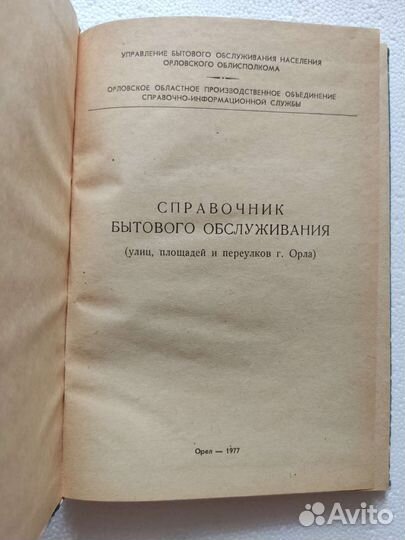 УПРАВЛЕНИЕ БЫТОВОГО ОБСЛУЖИВАНИЯ НАСЕЛЕНИЯ
ОРЛОВСКОГО ОБЛИСПОЛКОМА
ОРЛОВСКОЕ ОБЛАСТНОЕ ПРОИЗВОДСТВЕННОЕ ОБЪЕДИНЕНИЕ
СПРАВОЧНО-ИНФОРМАЦИОННОЙ СЛУЖБЫ
СПРАВОЧНИК
БЫТОВОГО ОБСЛУЖИВАНИЯ
(улиц, площадей и переулков г. Орла)
Орел — 1977
Avito